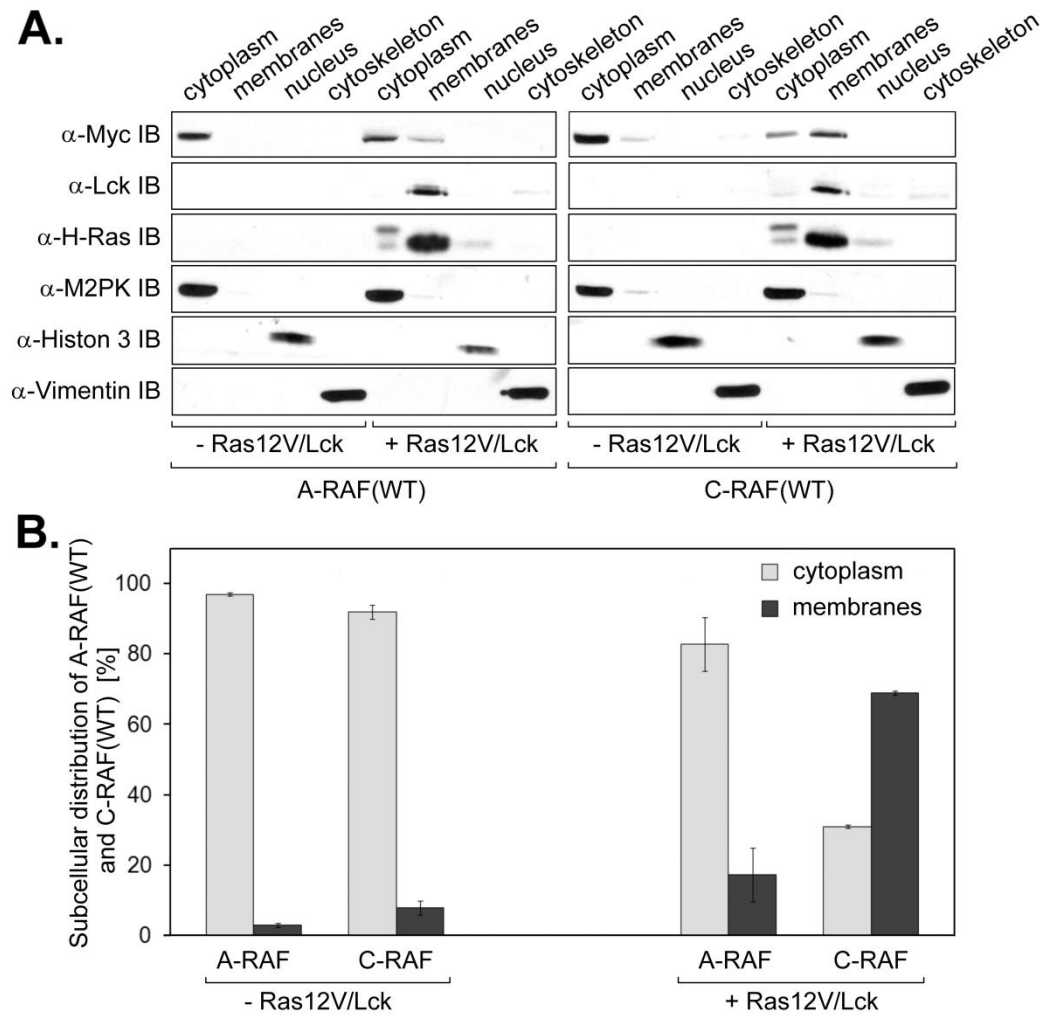 A.
cytoplasm membranes nucleus cytoskeleton cytoplasm membranes nucleus cytoskeleton cytoplasm membranes nucleus cytoskeleton cytoplasm membranes nucleus cytoskeleton
α-Myc IB
α-Lck IB
α-H-Ras IB
α-M2PK IB
α-Histon 3 IB
α-Vimentin IB
- Ras12V/Lck + Ras12V/Lck - Ras12V/Lck + Ras12V/Lck
A-RAF(WT) C-RAF(WT)
B.
Subcellular distribution of A-RAF(WT)
and C-RAF(WT) [%]
100
80
60
40
20
0
cytoplasm
membranes
A-RAF C-RAF A-RAF C-RAF
- Ras12V/Lck + Ras12V/Lck